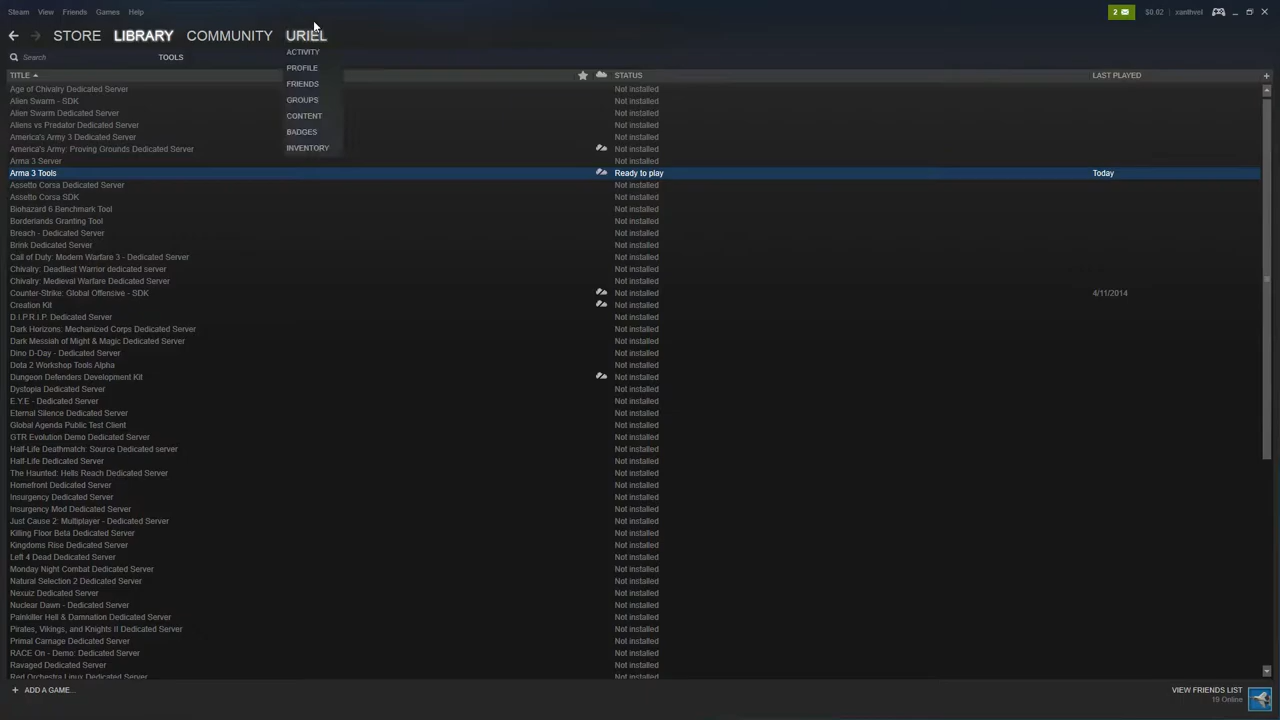 Steam View Friends Games Help 2 $0.02 xanthvel
STORE LIBRARY COMMUNITY URIEL
Search TOOLS ACTIVITY
PROFILE
FRIENDS
GROUPS
CONTENT
BADGES
INVENTORY
TITLE STATUS LAST PLAYED
Age of Chivalry Dedicated Server Not installed
Alien Swarm - SDK Not installed
Alien Swarm Dedicated Server Not installed
Aliens vs Predator Dedicated Server Not installed
America's Army 3 Dedicated Server Not installed
America's Army: Proving Grounds Dedicated Server Not installed
Arma 3 Server Not installed
Arma 3 Tools Ready to play Today
Assetto Corsa Dedicated Server Not installed
Assetto Corsa SDK Not installed
Biohazard 6 Benchmark Tool Not installed
Borderlands Granting Tool Not installed
Breach - Dedicated Server Not installed
Brink Dedicated Server Not installed
Call of Duty: Modern Warfare 3 - Dedicated Server Not installed
Chivalry: Deadliest Warrior dedicated server Not installed
Chivalry: Medieval Warfare Dedicated Server Not installed
Counter-Strike: Global Offensive - SDK Not installed 4/11/2014
Creation Kit Not installed
D.I.P.R.I.P. Dedicated Server Not installed
Dark Horizons: Mechanized Corps Dedicated Server Not installed
Dark Messiah of Might & Magic Dedicated Server Not installed
Dino D-Day - Dedicated Server Not installed
Dota 2 Workshop Tools Alpha Not installed
Dungeon Defenders Development Kit Not installed
Dystopia Dedicated Server Not installed
E.Y.E - Dedicated Server Not installed
Eternal Silence Dedicated Server Not installed
Global Agenda Public Test Client Not installed
GTR Evolution Demo Dedicated Server Not installed
Half-Life Deathmatch: Source Dedicated server Not installed
Half-Life Dedicated Server Not installed
The Haunted: Hells Reach Dedicated Server Not installed
Homefront Dedicated Server Not installed
Insurgency Dedicated Server Not installed
Insurgency Mod Dedicated Server Not installed
Just Cause 2: Multiplayer - Dedicated Server Not installed
Killing Floor Beta Dedicated Server Not installed
Kingdoms Rise Dedicated Server Not installed
Left 4 Dead Dedicated Server Not installed
Monday Night Combat Dedicated Server Not installed
Natural Selection 2 Dedicated Server Not installed
Nexuiz Dedicated Server Not installed
Nuclear Dawn - Dedicated Server Not installed
Painkiller Hell & Damnation Dedicated Server Not installed
Pirates, Vikings, and Knights II Dedicated Server Not installed
Primal Carnage Dedicated Server Not installed
RACE On - Demo: Dedicated Server Not installed
Ravaged Dedicated Server Not installed
Red Orchestra Linux Dedicated Server Not installed
+ ADD A GAME... VIEW FRIENDS LIST
19 Online